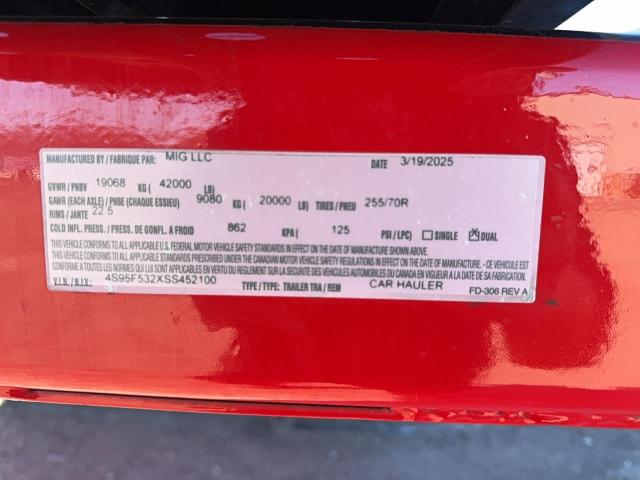 MANUFACTURED BY / FABRIQUE PAR: MIG LLC DATE 3/19/2025
GVWR / PNBV 19068 KG ( 42000 LB)
GAWR (EACH AXLE) / PNBE (CHAQUE ESSIEU) 9080 KG ( 20000 LB) TIRES / PNEU 255/70R
RIMS / JANTE 22.5
COLD INFL. PRESS. / PRESS. DE GONFL. A FROID 862 KPA ( 125 PSI / LPC) SINGLE X DUAL
THIS VEHICLE CONFORMS TO ALL APPLICABLE U.S. FEDERAL MOTOR VEHICLE SAFETY STANDARDS IN EFFECT ON THE DATE OF MANUFACTURE SHOWN ABOVE.
THIS VEHICLE CONFORMS TO ALL APPLICABLE STANDARDS PRESCRIBED UNDER THE CANADIAN MOTOR VEHICLE SAFETY REGULATIONS IN EFFECT ON THE DATE OF MANUFACTURE - CE VEHICULE EST
CONFORME A TOUTES LES NORMES QUI LUI SONT APPLICABLES EN VERTU DU REGLEMENT SUR LA SECURITE DES VEHICULES AUTOMOBILES DU CANADA EN VIGUEUR A LA DATE DE SA FABRICATION.
V.I.N. / N.I.V.: 4S95F532XSS452100 TYPE / TYPE: TRAILER TRA / REM CAR HAULER
FD-306 REV A